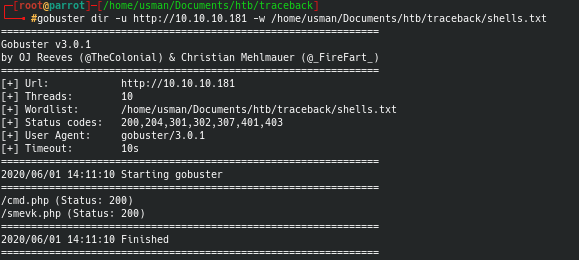 [root@parrot]-[/home/usman/Documents/htb/traceback]
#gobuster dir -u http://10.10.10.181 -w /home/usman/Documents/htb/traceback/shells.txt
===============================================================
Gobuster v3.0.1
by OJ Reeves (@TheColonial) & Christian Mehlmauer (@_FireFart_)
===============================================================
[+] Url:            http://10.10.10.181
[+] Threads:        10
[+] Wordlist:       /home/usman/Documents/htb/traceback/shells.txt
[+] Status codes:   200,204,301,302,307,401,403
[+] User Agent:     gobuster/3.0.1
[+] Timeout:        10s
===============================================================
2020/06/01 14:11:10 Starting gobuster
===============================================================
/cmd.php (Status: 200)
/smevk.php (Status: 200)
===============================================================
2020/06/01 14:11:10 Finished
===============================================================